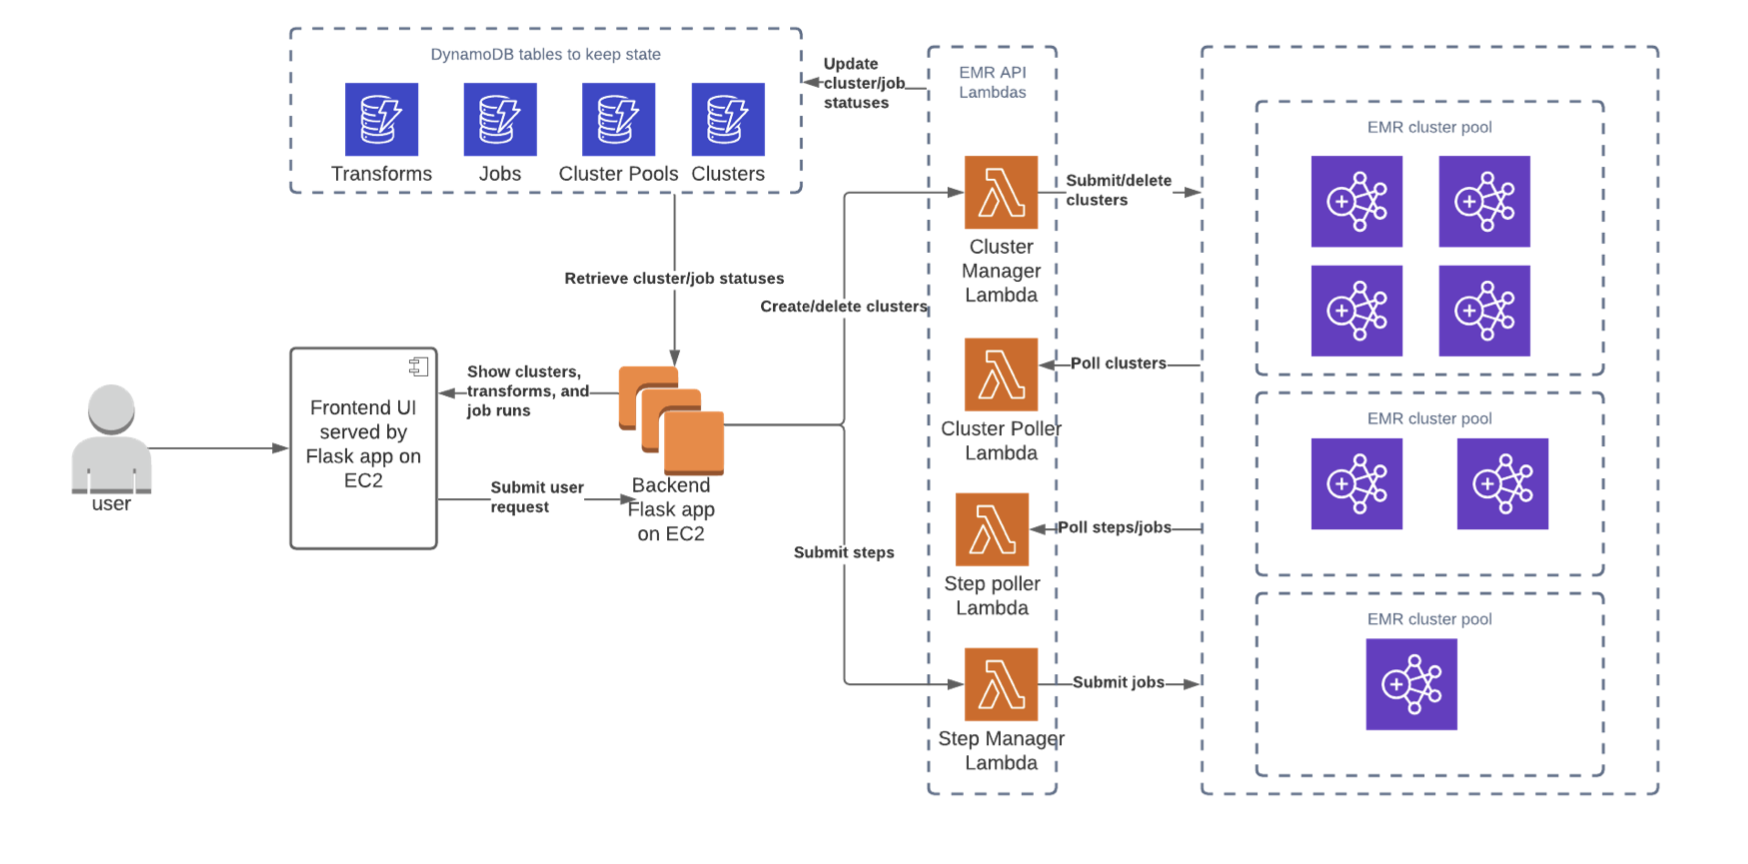 DynamoDB tables to keep state
Transforms
Jobs
Cluster Pools
Clusters
Update
cluster/job
statuses
EMR API
Lambdas
Retrieve cluster/job statuses
Create/delete clusters
Submit steps
user
Frontend UI
served by
Flask app on
EC2
Show clusters,
transforms, and
job runs
Submit user
request
Backend
Flask app
on EC2
Cluster
Manager
Lambda
Cluster Poller
Lambda
Step poller
Lambda
Step Manager
Lambda
Submit/delete
clusters
Poll clusters
Poll steps/jobs
Submit jobs
EMR cluster pool
EMR cluster pool
EMR cluster pool